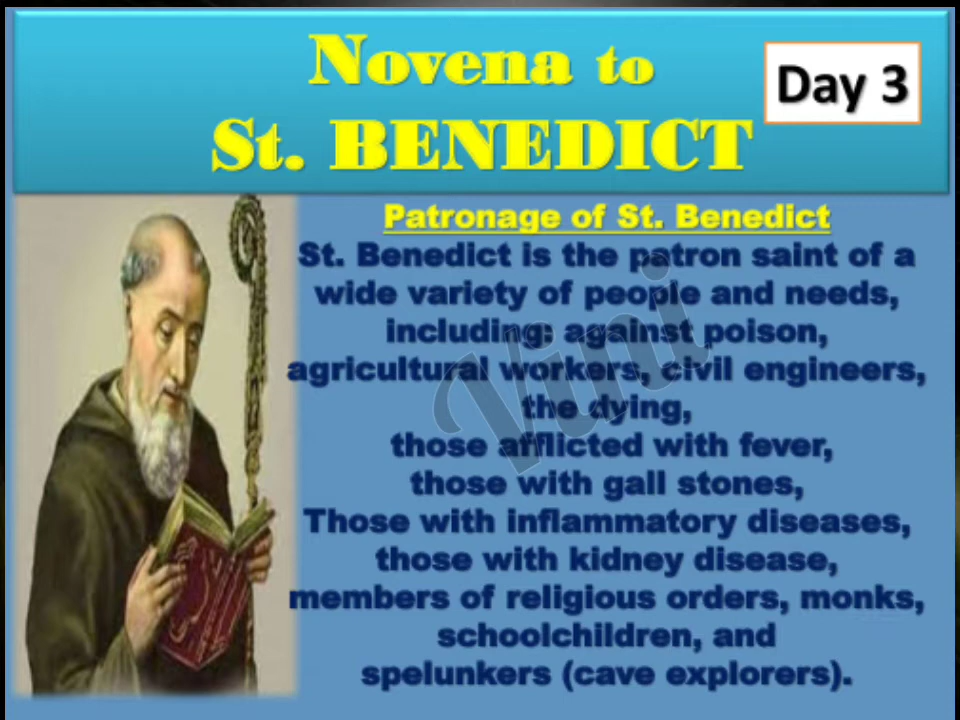 Novena to
St. BENEDICT
Day 3
Patronage of St. Benedict
St. Benedict is the patron saint of a
wide variety of people and needs,
including: against poison,
agricultural workers, civil engineers,
the dying,
those afflicted with fever,
those with gall stones,
Those with inflammatory diseases,
those with kidney disease,
members of religious orders, monks,
schoolchildren, and
spelunkers (cave explorers).
Vini